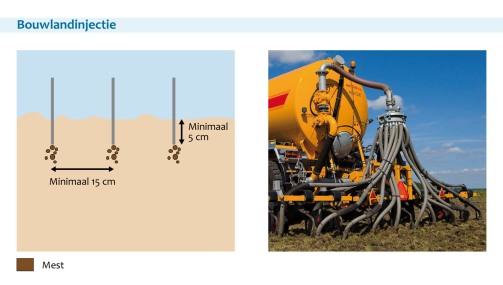 Bouwlandinjectie
Minimaal
5 cm
Minimaal 15 cm
Mest